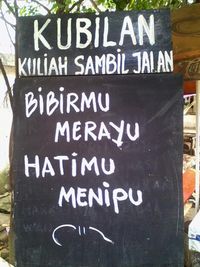 KUBILAN
KULIAH SAMBIL JALAN
BiBiRMU
MERAYU
HATiMU
MENiPU